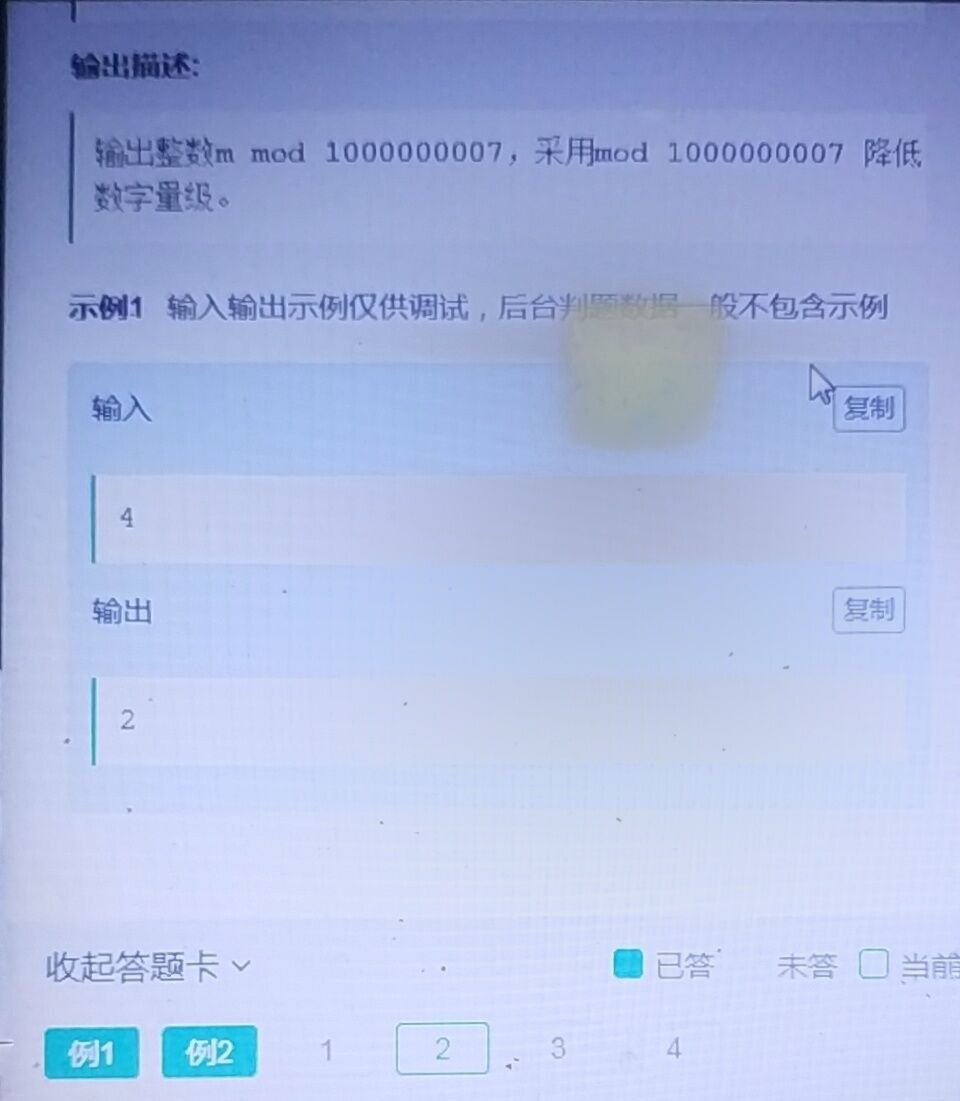 输出描述:
输出整数m mod 1000000007，采用mod 1000000007 降低
数字量级。
示例1 输入输出示例仅供调试，后台判题数据一般不包含示例
输入
复制
4
输出
复制
2
收起答题卡
已答 未答 当前
例1 例2 1 2 3 4